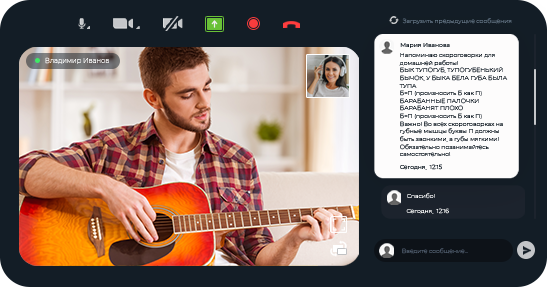 Владимир Иванов
Загрузить предыдущие сообщения
Мария Иванова
Напоминаю скороговорки для
домашней работы!
БЫК ТУПОГУБ, ТУПОГУБЕНЬКИЙ
БЫЧОК, У БЫКА БЕЛА ГУБА БЫЛА
ТУПА
Б=П (произносить Б как П)
БАРАБАННЫЕ ПАЛОЧКИ
БАРАБАНЯТ ПЛОХО
Б=П (произносить Б как П)
Важно! Во всех скороговорках на
губные мышцы буквы П должны
быть звонкими, а губы мягкими!
Обязательно позанимайтесь
самостоятельно!
Сегодня, 12:15
Спасибо!
Сегодня, 12:16
Введите сообщение...